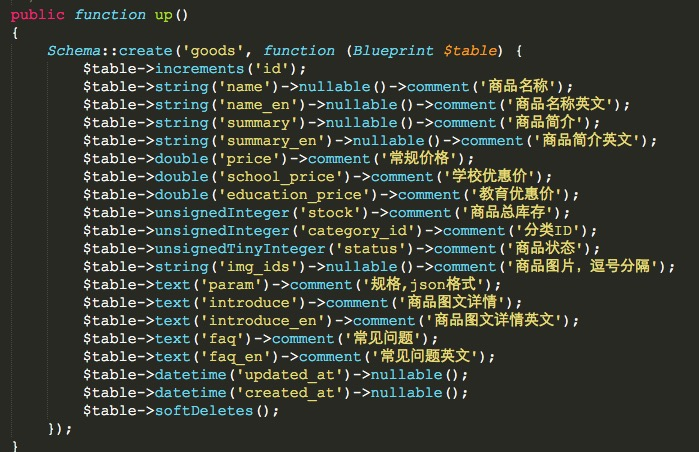 public function up()
{
    Schema::create('goods', function (Blueprint $table) {
        $table->increments('id');
        $table->string('name')->nullable()->comment('商品名称');
        $table->string('name_en')->nullable()->comment('商品名称英文');
        $table->string('summary')->nullable()->comment('商品简介');
        $table->string('summary_en')->nullable()->comment('商品简介英文');
        $table->double('price')->comment('常规价格');
        $table->double('school_price')->comment('学校优惠价');
        $table->double('education_price')->comment('教育优惠价');
        $table->unsignedInteger('stock')->comment('商品总库存');
        $table->unsignedInteger('category_id')->comment('分类ID');
        $table->unsignedTinyInteger('status')->comment('商品状态');
        $table->string('img_ids')->nullable()->comment('商品图片，逗号分隔');
        $table->text('param')->comment('规格,json格式');
        $table->text('introduce')->comment('商品图文详情');
        $table->text('introduce_en')->comment('商品图文详情英文');
        $table->text('faq')->comment('常见问题');
        $table->text('faq_en')->comment('常见问题英文');
        $table->datetime('updated_at')->nullable();
        $table->datetime('created_at')->nullable();
        $table->softDeletes();
    });
}